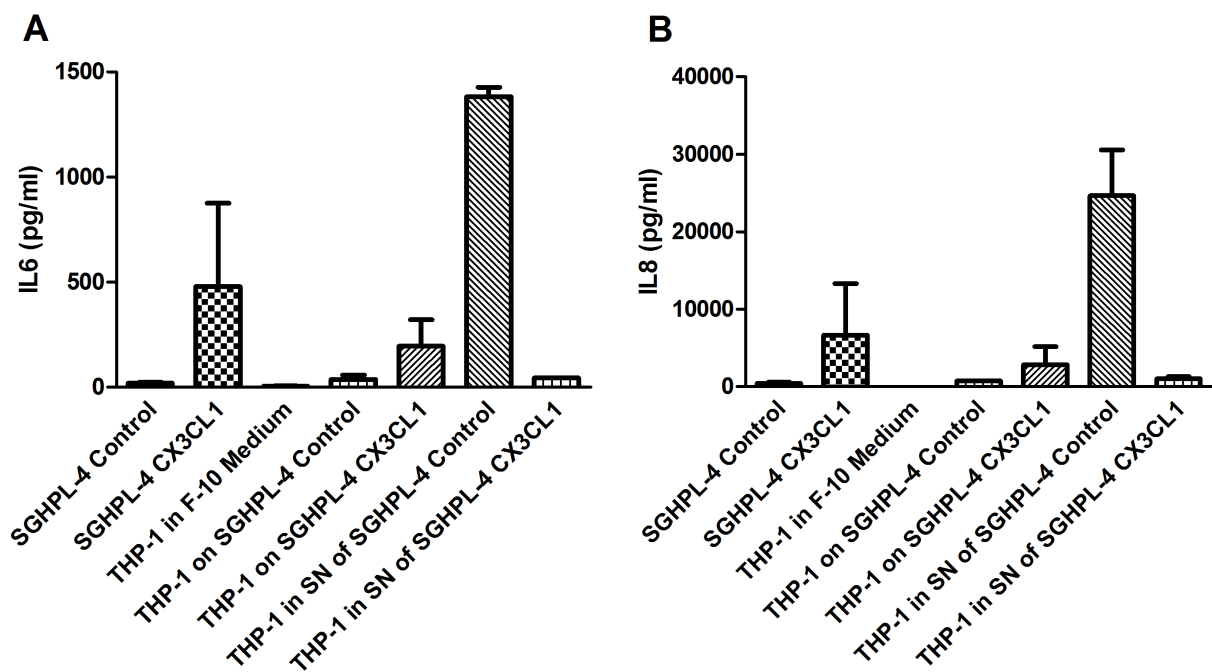 A
IL6 (pg/ml)
1500
1000
500
0
SGHPL-4 Control
SGHPL-4 CX3CL1
THP-1 in F-10 Medium
THP-1 on SGHPL-4 Control
THP-1 on SGHPL-4 CX3CL1
THP-1 in SN of SGHPL-4 Control
THP-1 in SN of SGHPL-4 CX3CL1
B
IL8 (pg/ml)
40000
30000
20000
10000
0
SGHPL-4 Control
SGHPL-4 CX3CL1
THP-1 in F-10 Medium
THP-1 on SGHPL-4 Control
THP-1 on SGHPL-4 CX3CL1
THP-1 in SN of SGHPL-4 Control
THP-1 in SN of SGHPL-4 CX3CL1